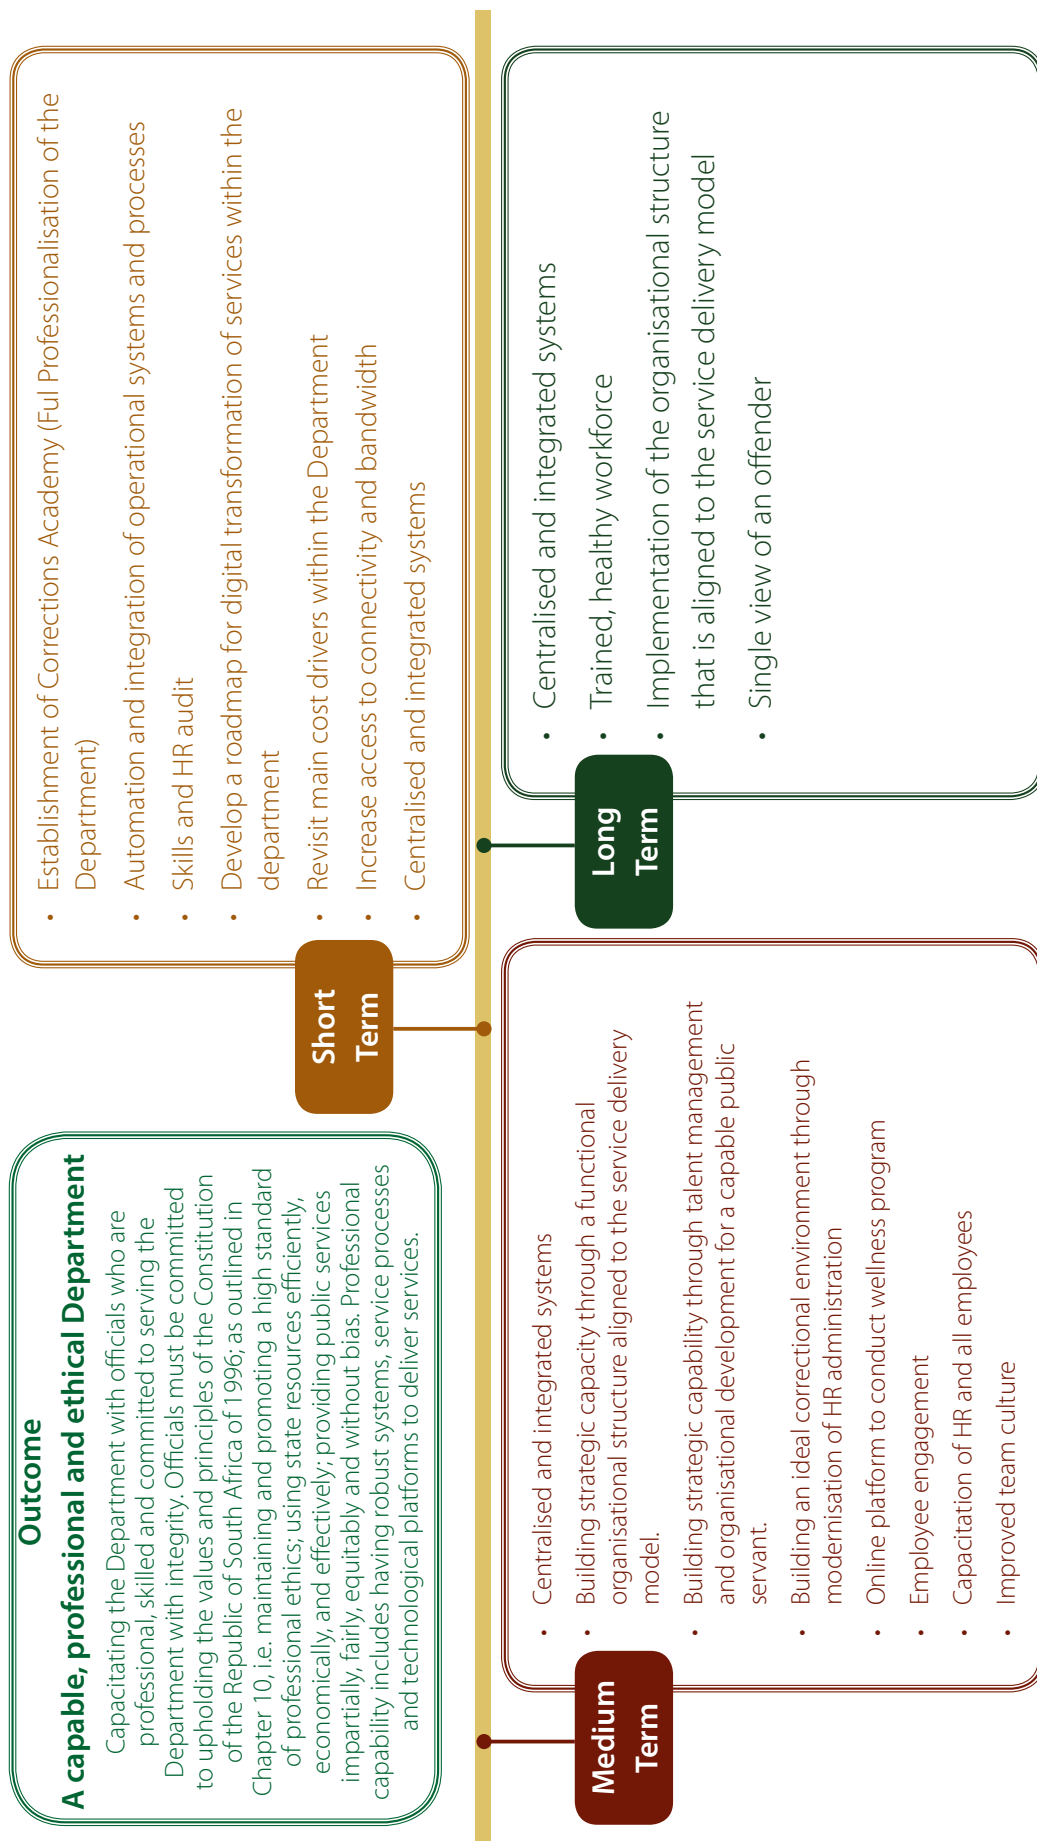 Outcome
A capable, professional and ethical Department
Capacitating the Department with officials who are
professional, skilled and committed to serving the
Department with integrity. Officials must be committed
to upholding the values and principles of the Constitution
of the Republic of South Africa of 1996; as outlined in
Chapter 10, i.e. maintaining and promoting a high standard
of professional ethics; using state resources efficiently,
economically, and effectively; providing public services
impartially, fairly, equitably and without bias. Professional
capability includes having robust systems, service processes
and technological platforms to deliver services.
Short
Term
• Establishment of Corrections Academy (Ful Professionalisation of the
Department)
• Automation and integration of operational systems and processes
• Skills and HR audit
• Develop a roadmap for digital transformation of services within the
department
• Revisit main cost drivers within the Department
• Increase access to connectivity and bandwidth
• Centralised and integrated systems
Medium
Term
• Centralised and integrated systems
• Building strategic capacity through a functional
organisational structure aligned to the service delivery
model.
• Building strategic capability through talent management
and organisational development for a capable public
servant.
• Building an ideal correctional environment through
modernisation of HR administration
• Online platform to conduct wellness program
• Employee engagement
• Capacitation of HR and all employees
• Improved team culture
Long
Term
• Centralised and integrated systems
• Trained, healthy workforce
• Implementation of the organisational structure
that is aligned to the service delivery model
• Single view of an offender